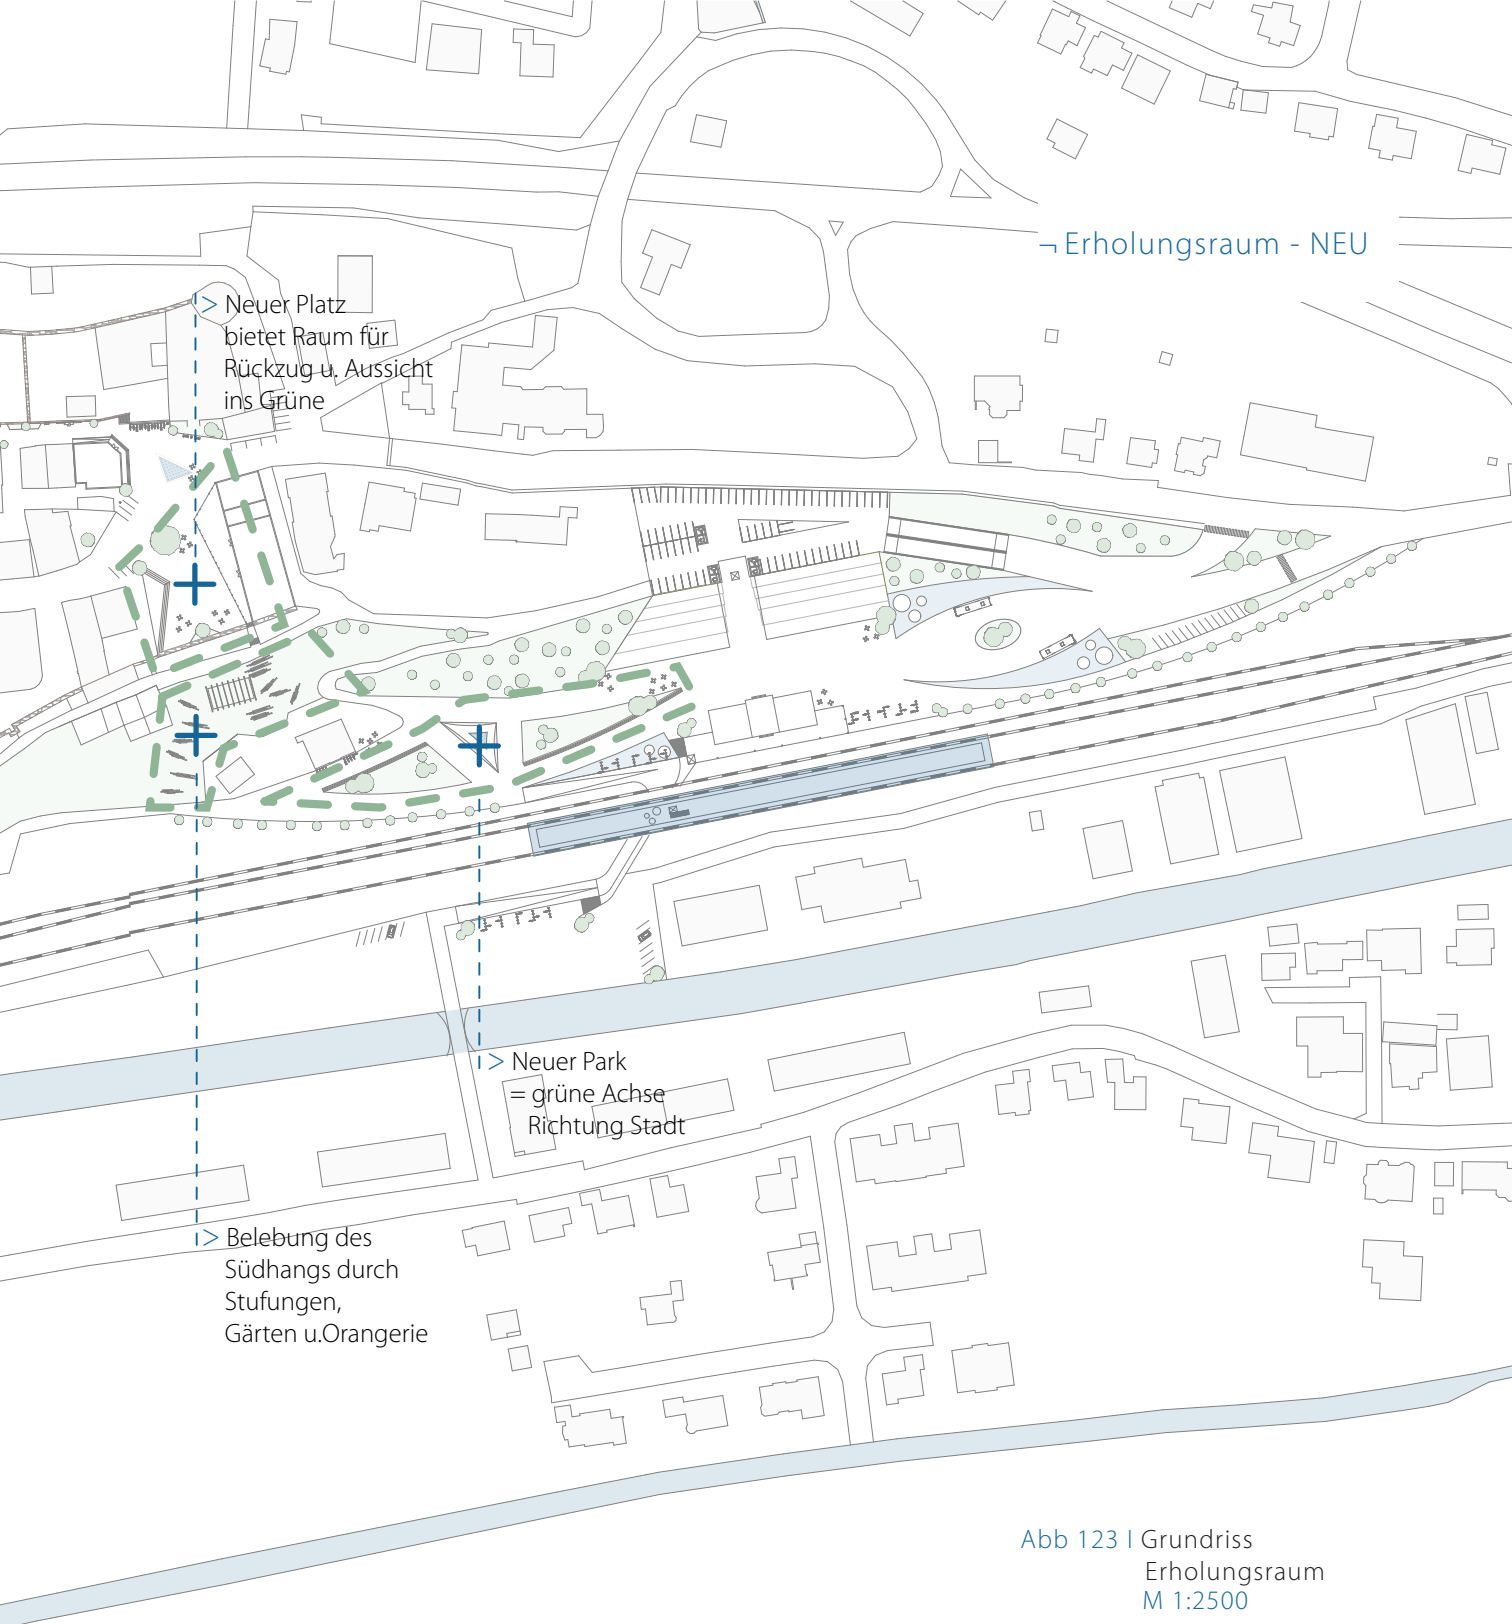 ¬ Erholungsraum - NEU
> Neuer Platz
bietet Raum für
Rückzug u. Aussicht
ins Grüne
> Neuer Park
= grüne Achse
Richtung Stadt
> Belebung des
Südhangs durch
Stufungen,
Gärten u.Orangerie
Abb 123 I Grundriss
Erholungsraum
M 1:2500